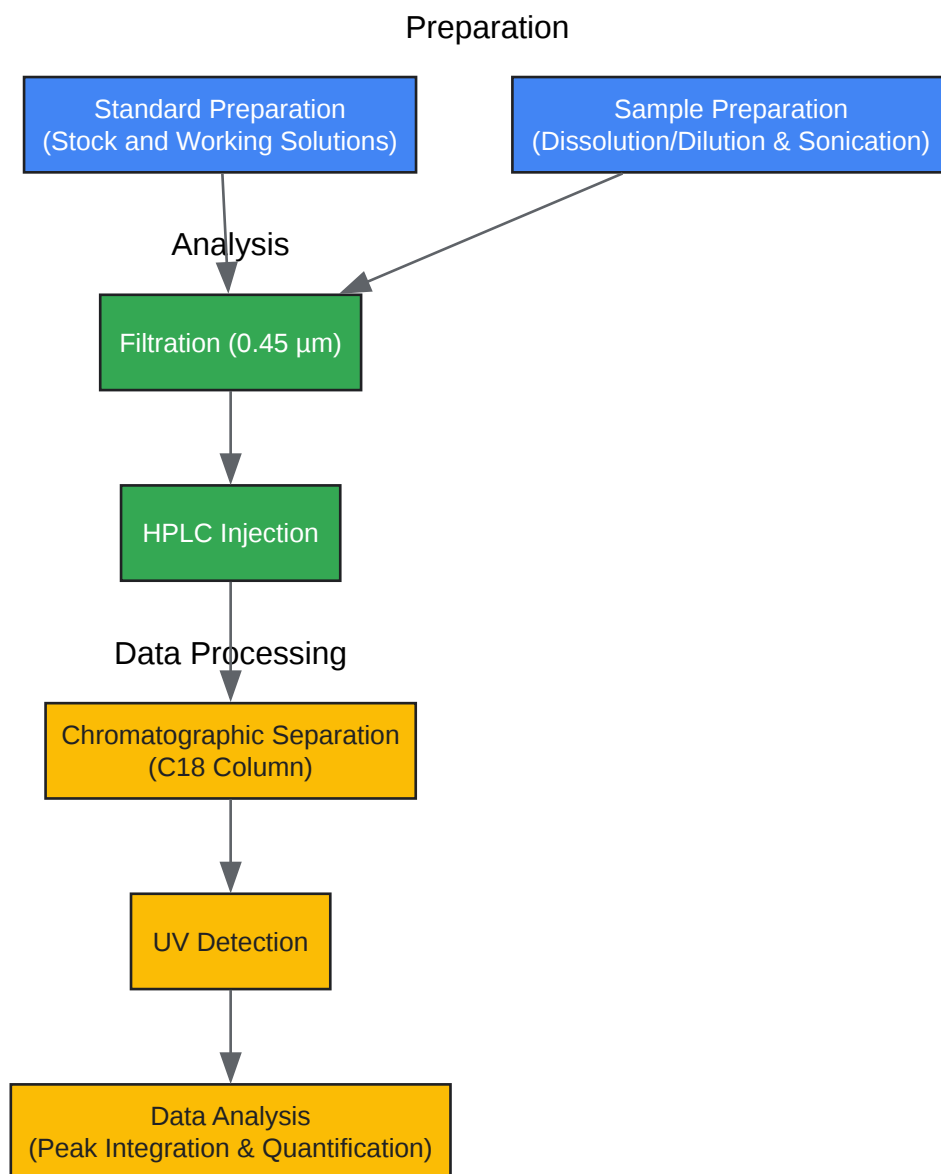 Preparation
Standard Preparation
(Stock and Working Solutions)
Sample Preparation
(Dissolution/Dilution & Sonication)
Analysis
Filtration (0.45 µm)
HPLC Injection
Data Processing
Chromatographic Separation
(C18 Column)
UV Detection
Data Analysis
(Peak Integration & Quantification)